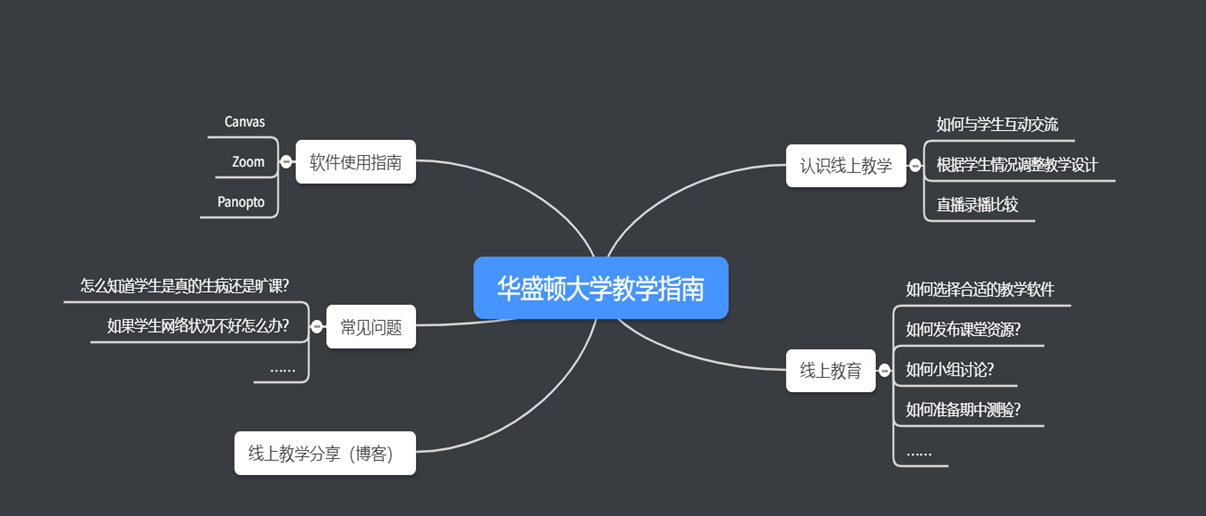 华盛顿大学教学指南
认识线上教学
如何与学生互动交流
根据学生情况调整教学设计
直播录播比较
线上教育
如何选择合适的教学软件
如何发布课堂资源?
如何小组讨论?
如何准备期中测验?
......
软件使用指南
Canvas
Zoom
Panopto
常见问题
怎么知道学生是真的生病还是旷课?
如果学生网络状况不好怎么办?
......
线上教学分享（博客）